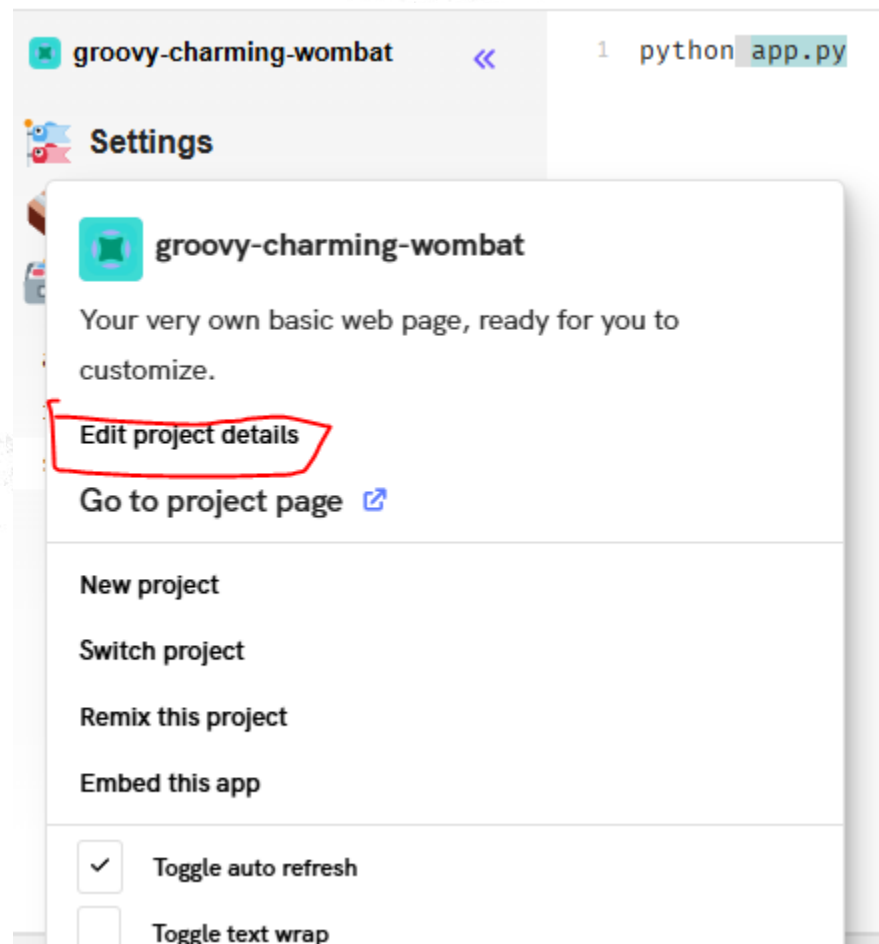 groovy-charming-wombat
1 python app.py
Settings
groovy-charming-wombat
Your very own basic web page, ready for you to
customize.
Edit project details
Go to project page
New project
Switch project
Remix this project
Embed this app
Toggle auto refresh
Toggle text wrap